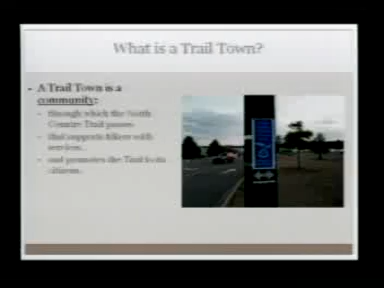 What is a Trail Town?
A Trail Town is a
community:
through which the North
Country Trail passes
that supports hikers with
services
and promotes the Trail to its
citizens.